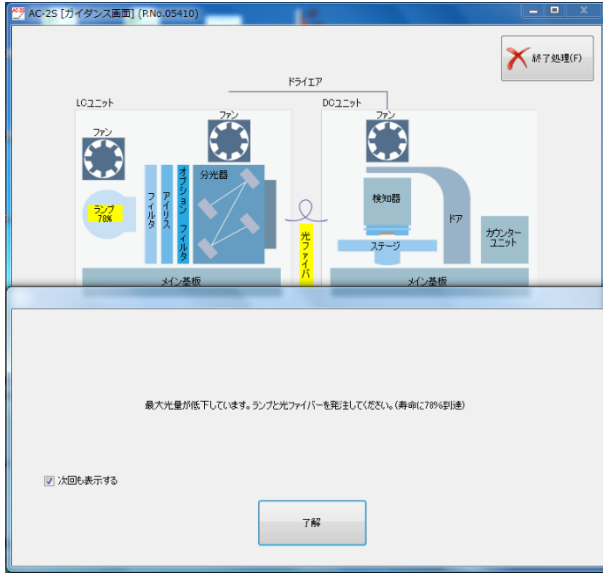 AC-2S [ガイダンス画面] (P.No.05410)
終了処理(F)
ドライエア
LCユニット
DCユニット
ファン
ファン
ファン
ランプ
78%
フィルタ
アイリス
オプション フィルタ
分光器
光ファイバ
検知器
ステージ
ドア
カウンター
ユニット
メイン基板
メイン基板
最大光量が低下しています。ランプと光ファイバーを発注してください。(寿命に78%到達)
次回も表示する
了解